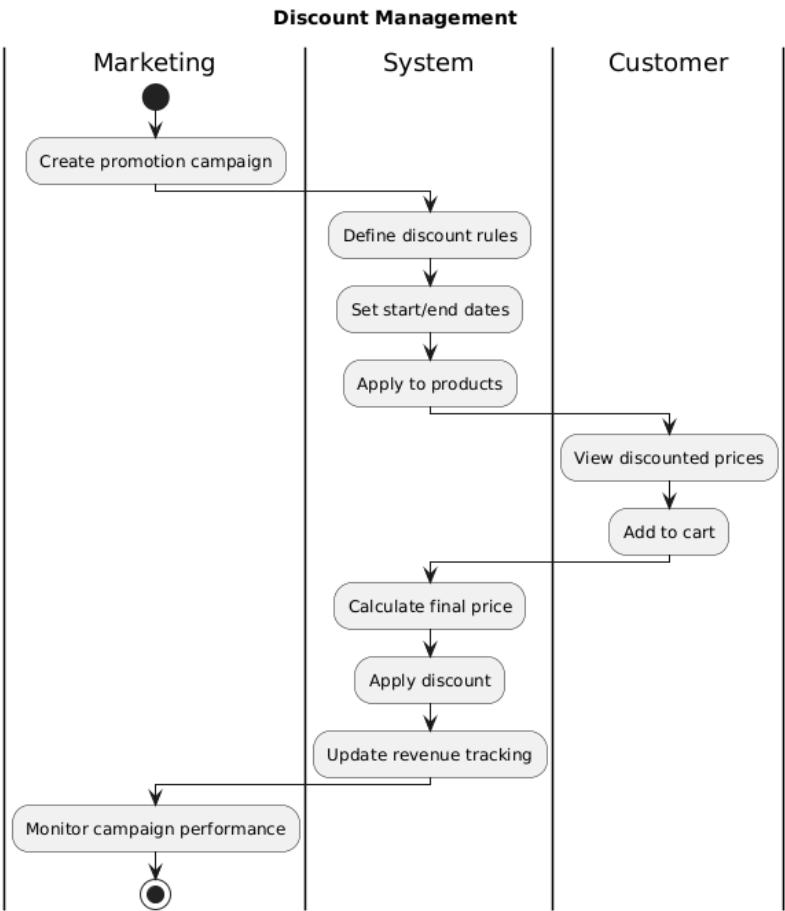 Discount Management
Marketing
System
Customer
Create promotion campaign
Define discount rules
Set start/end dates
Apply to products
View discounted prices
Add to cart
Calculate final price
Apply discount
Update revenue tracking
Monitor campaign performance